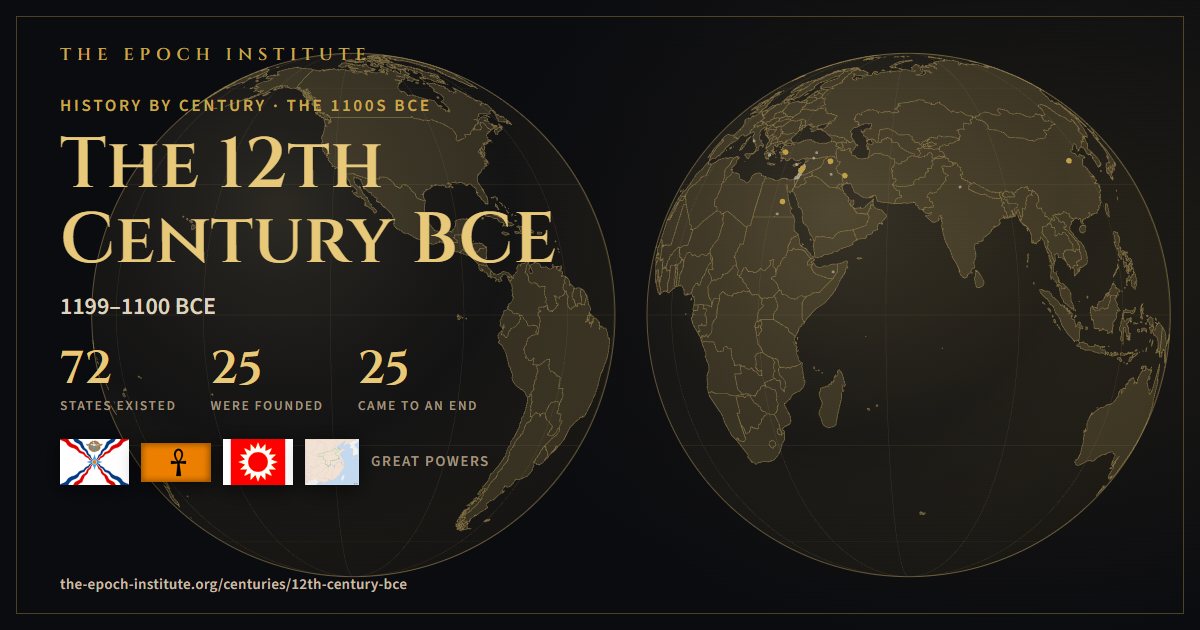 THE EPOCH INSTITUTE
HISTORY BY CENTURY · THE 1100S BCE
THE 12TH
CENTURY BCE
1199–1100 BCE
72 25 25
STATES EXISTED WERE FOUNDED CAME TO AN END
GREAT POWERS
the-epoch-institute.org/centuries/12th-century-bce